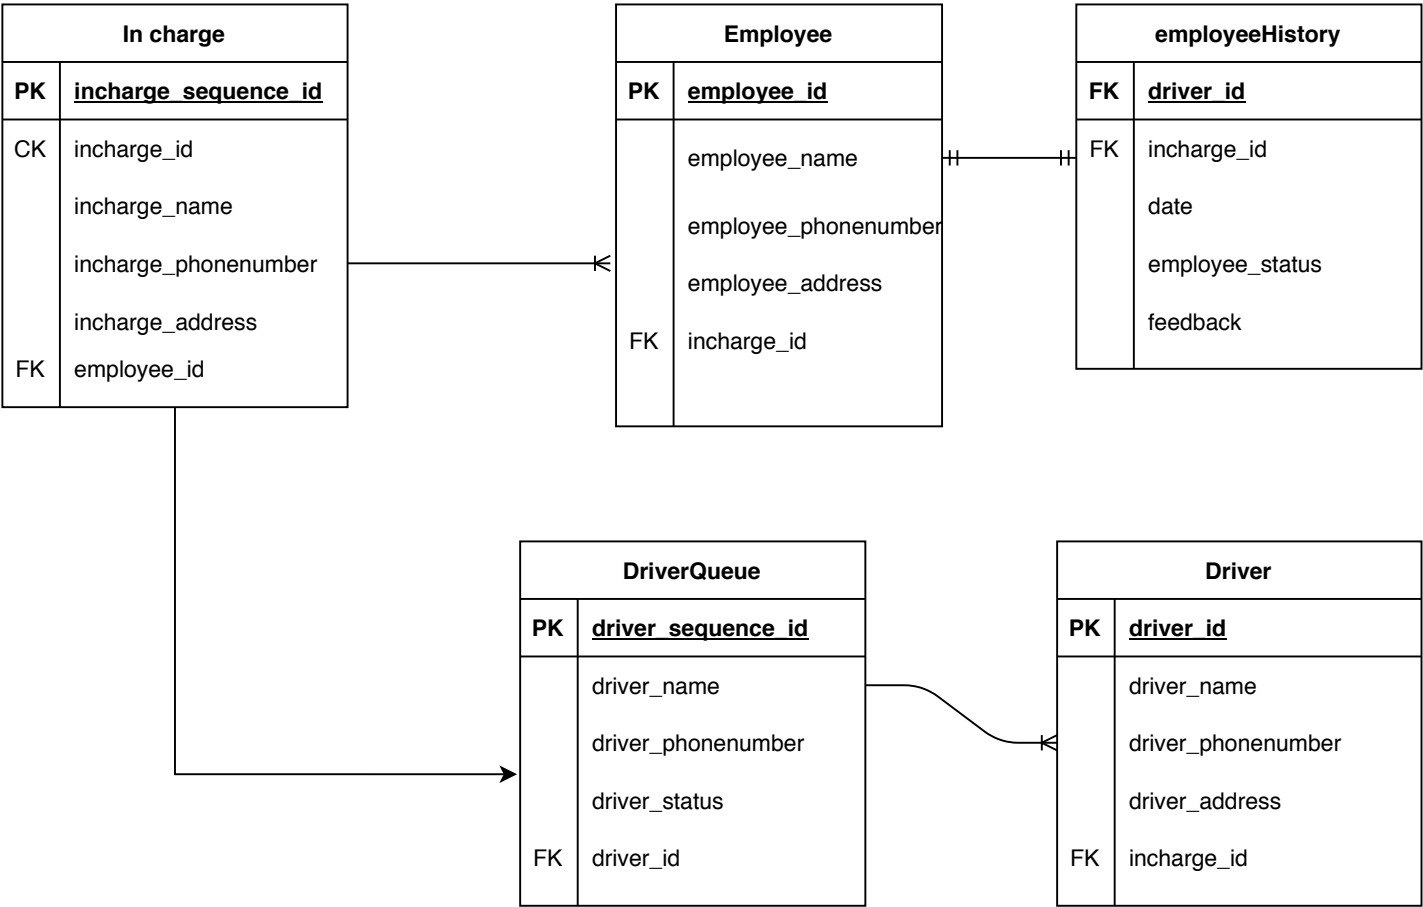 In charge
PK incharge_sequence_id
CK incharge_id
incharge_name
incharge_phonenumber
incharge_address
FK employee_id
Employee
PK employee_id
employee_name
employee_phonenumber
employee_address
FK incharge_id
employeeHistory
FK driver_id
FK incharge_id
date
employee_status
feedback
DriverQueue
PK driver_sequence_id
driver_name
driver_phonenumber
driver_status
FK driver_id
Driver
PK driver_id
driver_name
driver_phonenumber
driver_address
FK incharge_id